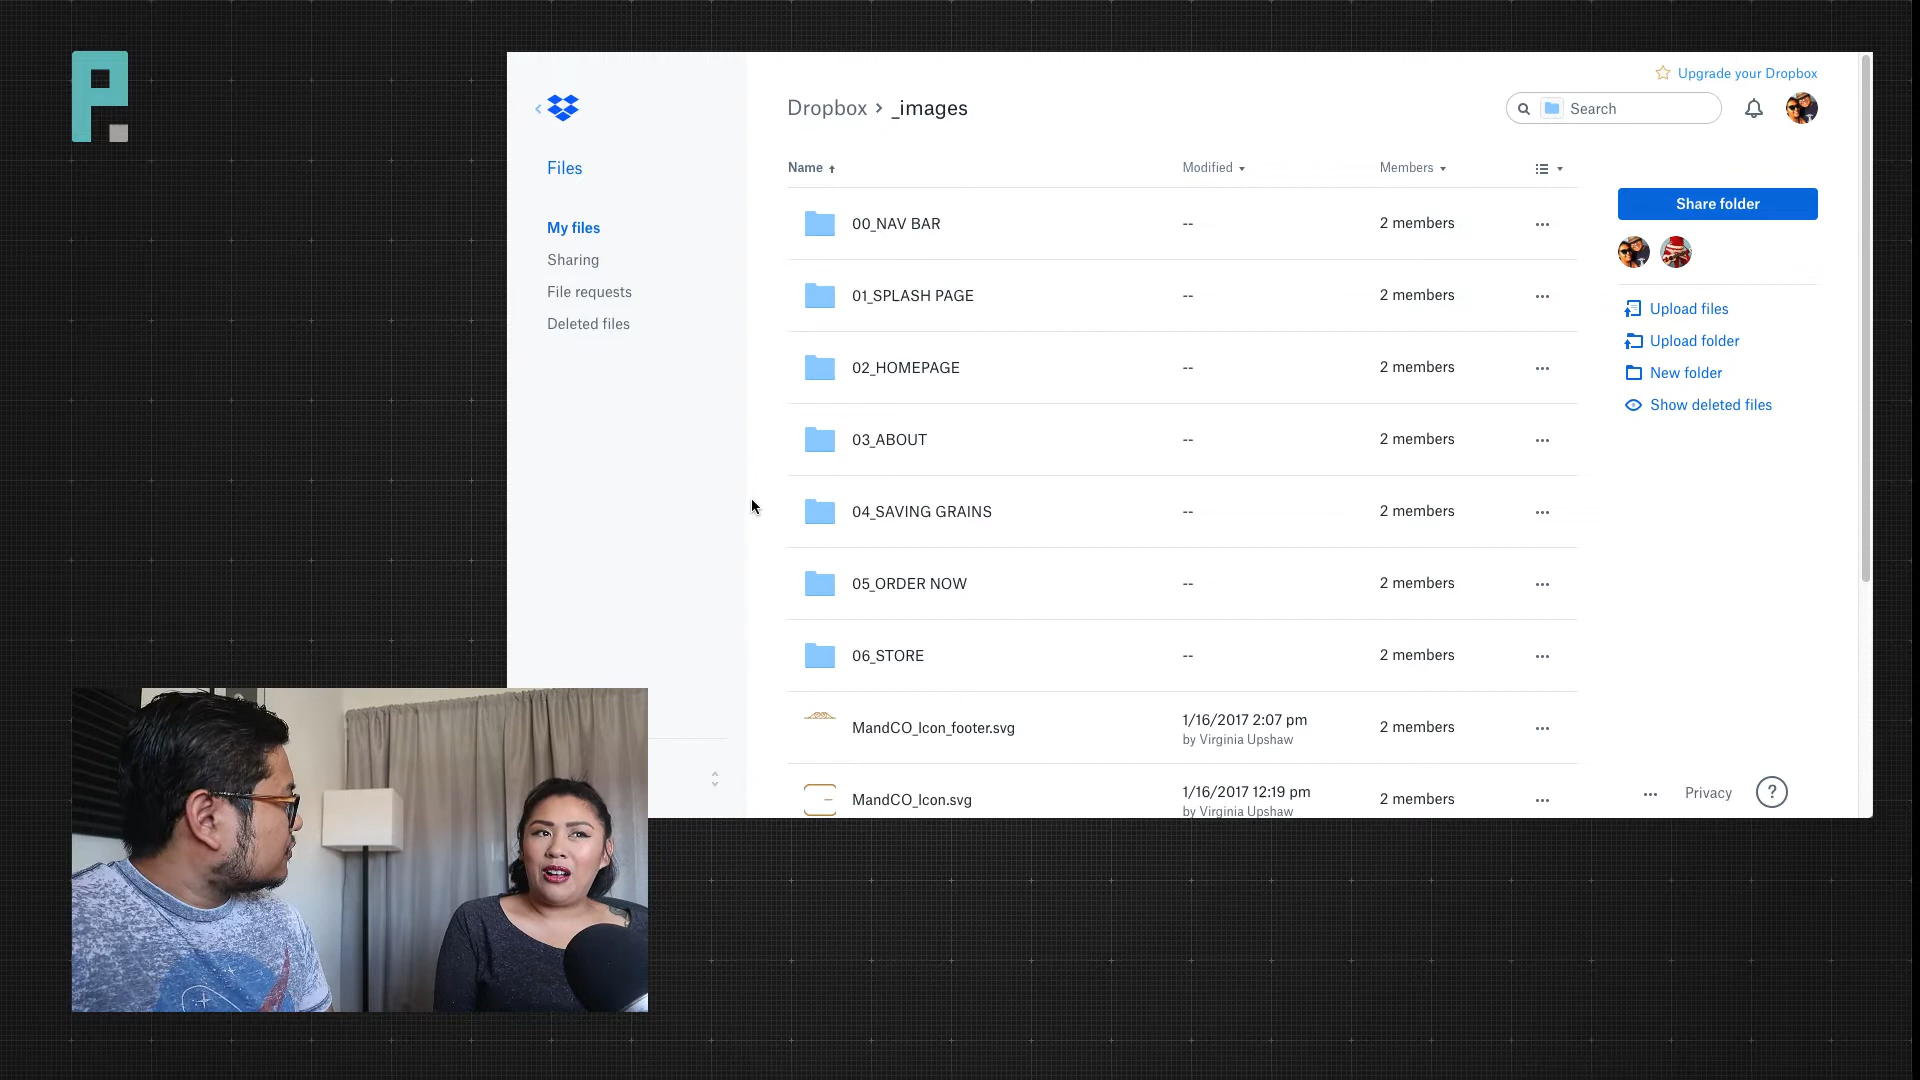 P.
Upgrade your Dropbox
Dropbox > _images
Search
Files
My files
Sharing
File requests
Deleted files
Name
Modified
Members
00_NAV BAR -- 2 members
01_SPLASH PAGE -- 2 members
02_HOMEPAGE -- 2 members
03_ABOUT -- 2 members
04_SAVING GRAINS -- 2 members
05_ORDER NOW -- 2 members
06_STORE -- 2 members
MandCO_Icon_footer.svg 1/16/2017 2:07 pm 2 members
by Virginia Upshaw
MandCO_Icon.svg 1/16/2017 12:19 pm 2 members
by Virginia Upshaw
Share folder
Upload files
Upload folder
New folder
Show deleted files
Privacy
?